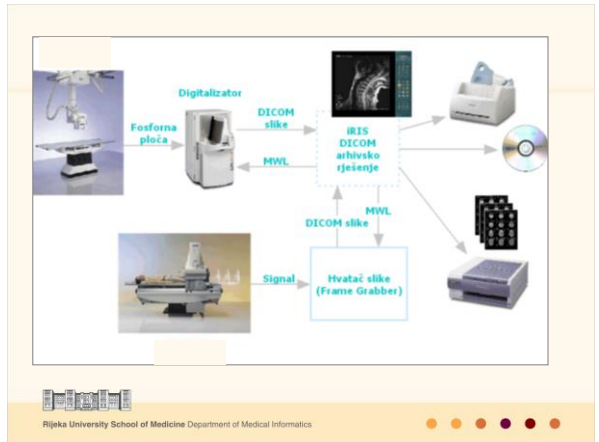 Digitalizator
Fosforna
ploča
DICOM
slike
MWL
iRIS
DICOM
arhivsko
rješenje
MWL
DICOM slike
Signal
Hvatač slike
(Frame Grabber)
Rijeka University School of Medicine Department of Medical Informatics